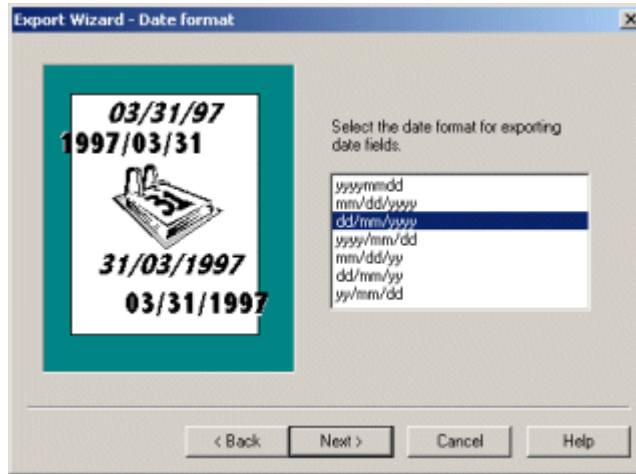 Export Wizard - Date format
03/31/97
1997/03/31
31
31/03/1997
03/31/1997
Select the date format for exporting
date fields.
yyyymmdd
mm/dd/yyyy
dd/mm/yyyy
yyyy/mm/dd
mm/dd/yy
dd/mm/yy
yy/mm/dd
< Back
Next >
Cancel
Help